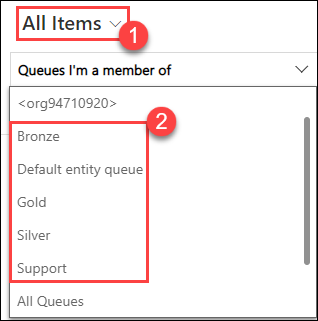 All Items
1
Queues I'm a member of
<org94710920>
2
Bronze
Default entity queue
Gold
Silver
Support
All Queues